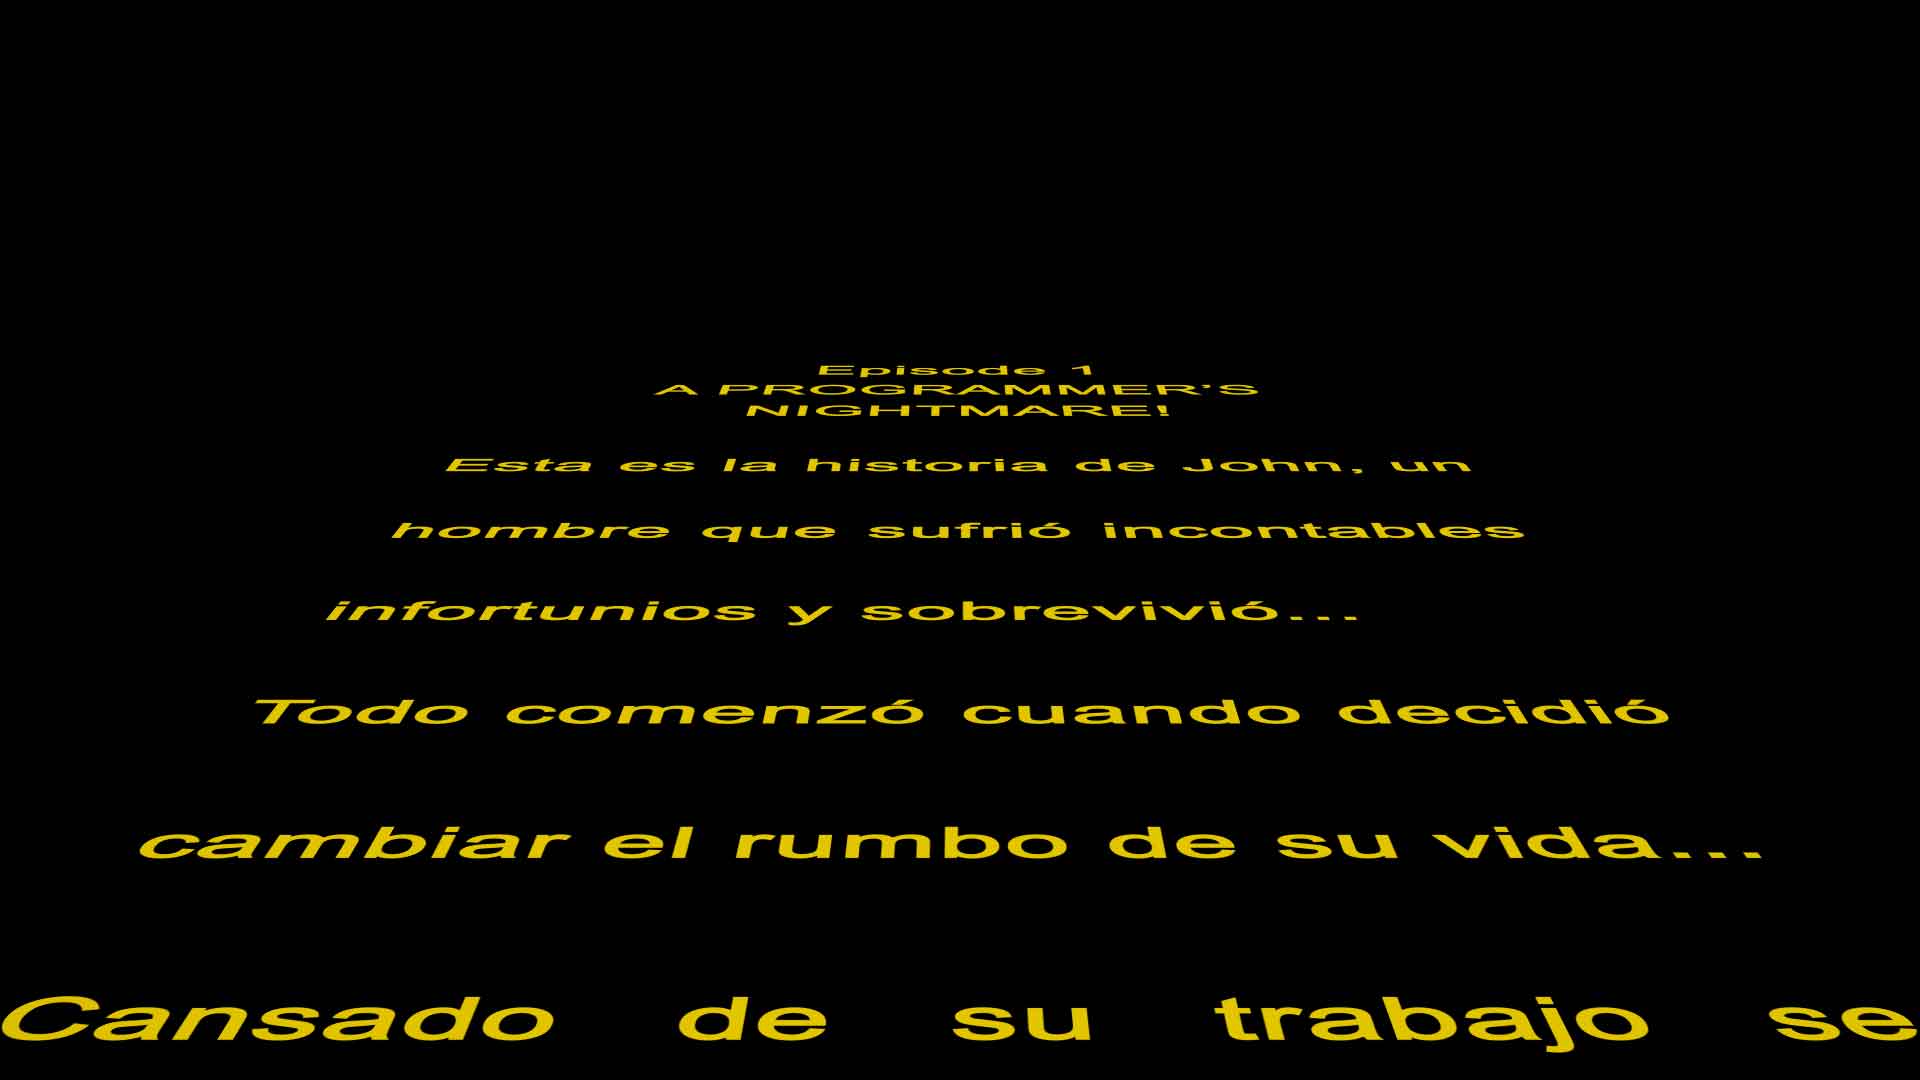 Episode 1
A PROGRAMMER'S
NIGHTMARE!
Esta es la historia de John, un
hombre que sufrió incontables
infortunios y sobrevivió...
Todo comenzó cuando decidió
cambiar el rumbo de su vida...
Cansado de su trabajo se